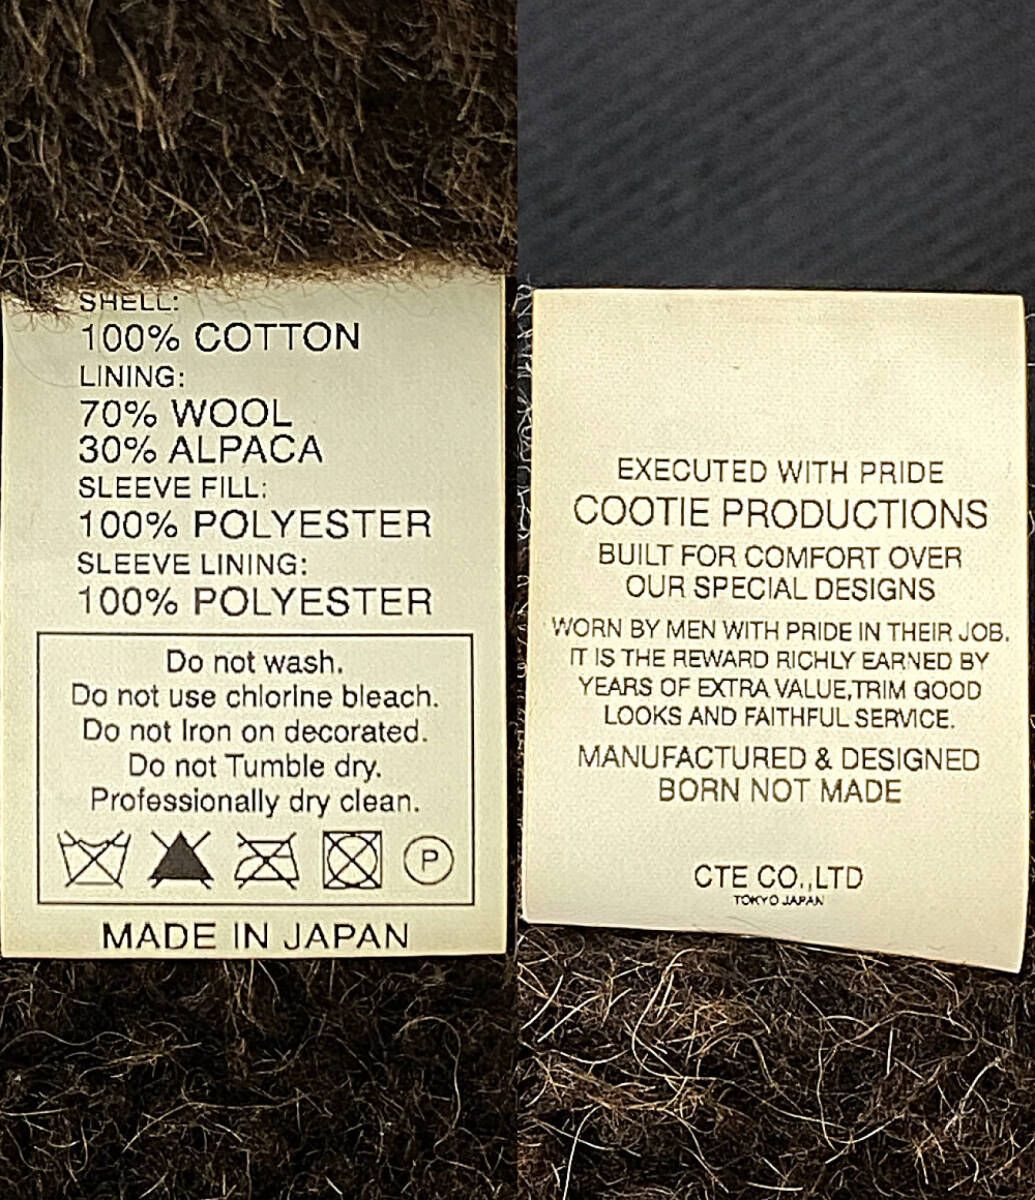 SHELL:
100% COTTON
LINING:
70% WOOL
30% ALPACA
SLEEVE FILL:
100% POLYESTER
SLEEVE LINING:
100% POLYESTER
Do not wash.
Do not use chlorine bleach.
Do not Iron on decorated.
Do not Tumble dry.
Professionally dry clean.
P
MADE IN JAPAN
EXECUTED WITH PRIDE
COOTIE PRODUCTIONS
BUILT FOR COMFORT OVER
OUR SPECIAL DESIGNS
WORN BY MEN WITH PRIDE IN THEIR JOB.
IT IS THE REWARD RICHLY EARNED BY
YEARS OF EXTRA VALUE,TRIM GOOD
LOOKS AND FAITHFUL SERVICE.
MANUFACTURED & DESIGNED
BORN NOT MADE
CTE CO.,LTD
TOKYO JAPAN